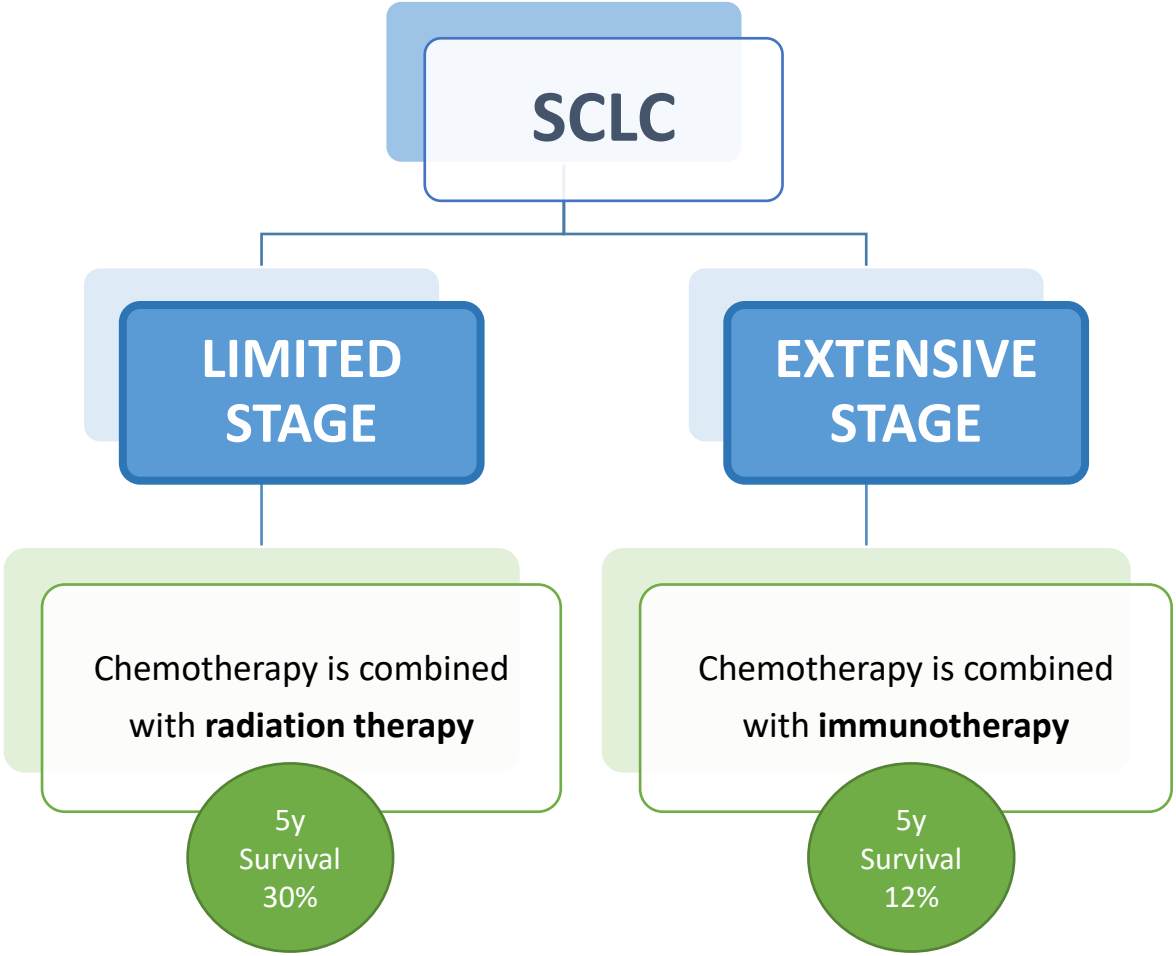 SCLC
LIMITED
STAGE
EXTENSIVE
STAGE
Chemotherapy is combined
with radiation therapy
Chemotherapy is combined
with immunotherapy
5y
Survival
30%
5y
Survival
12%